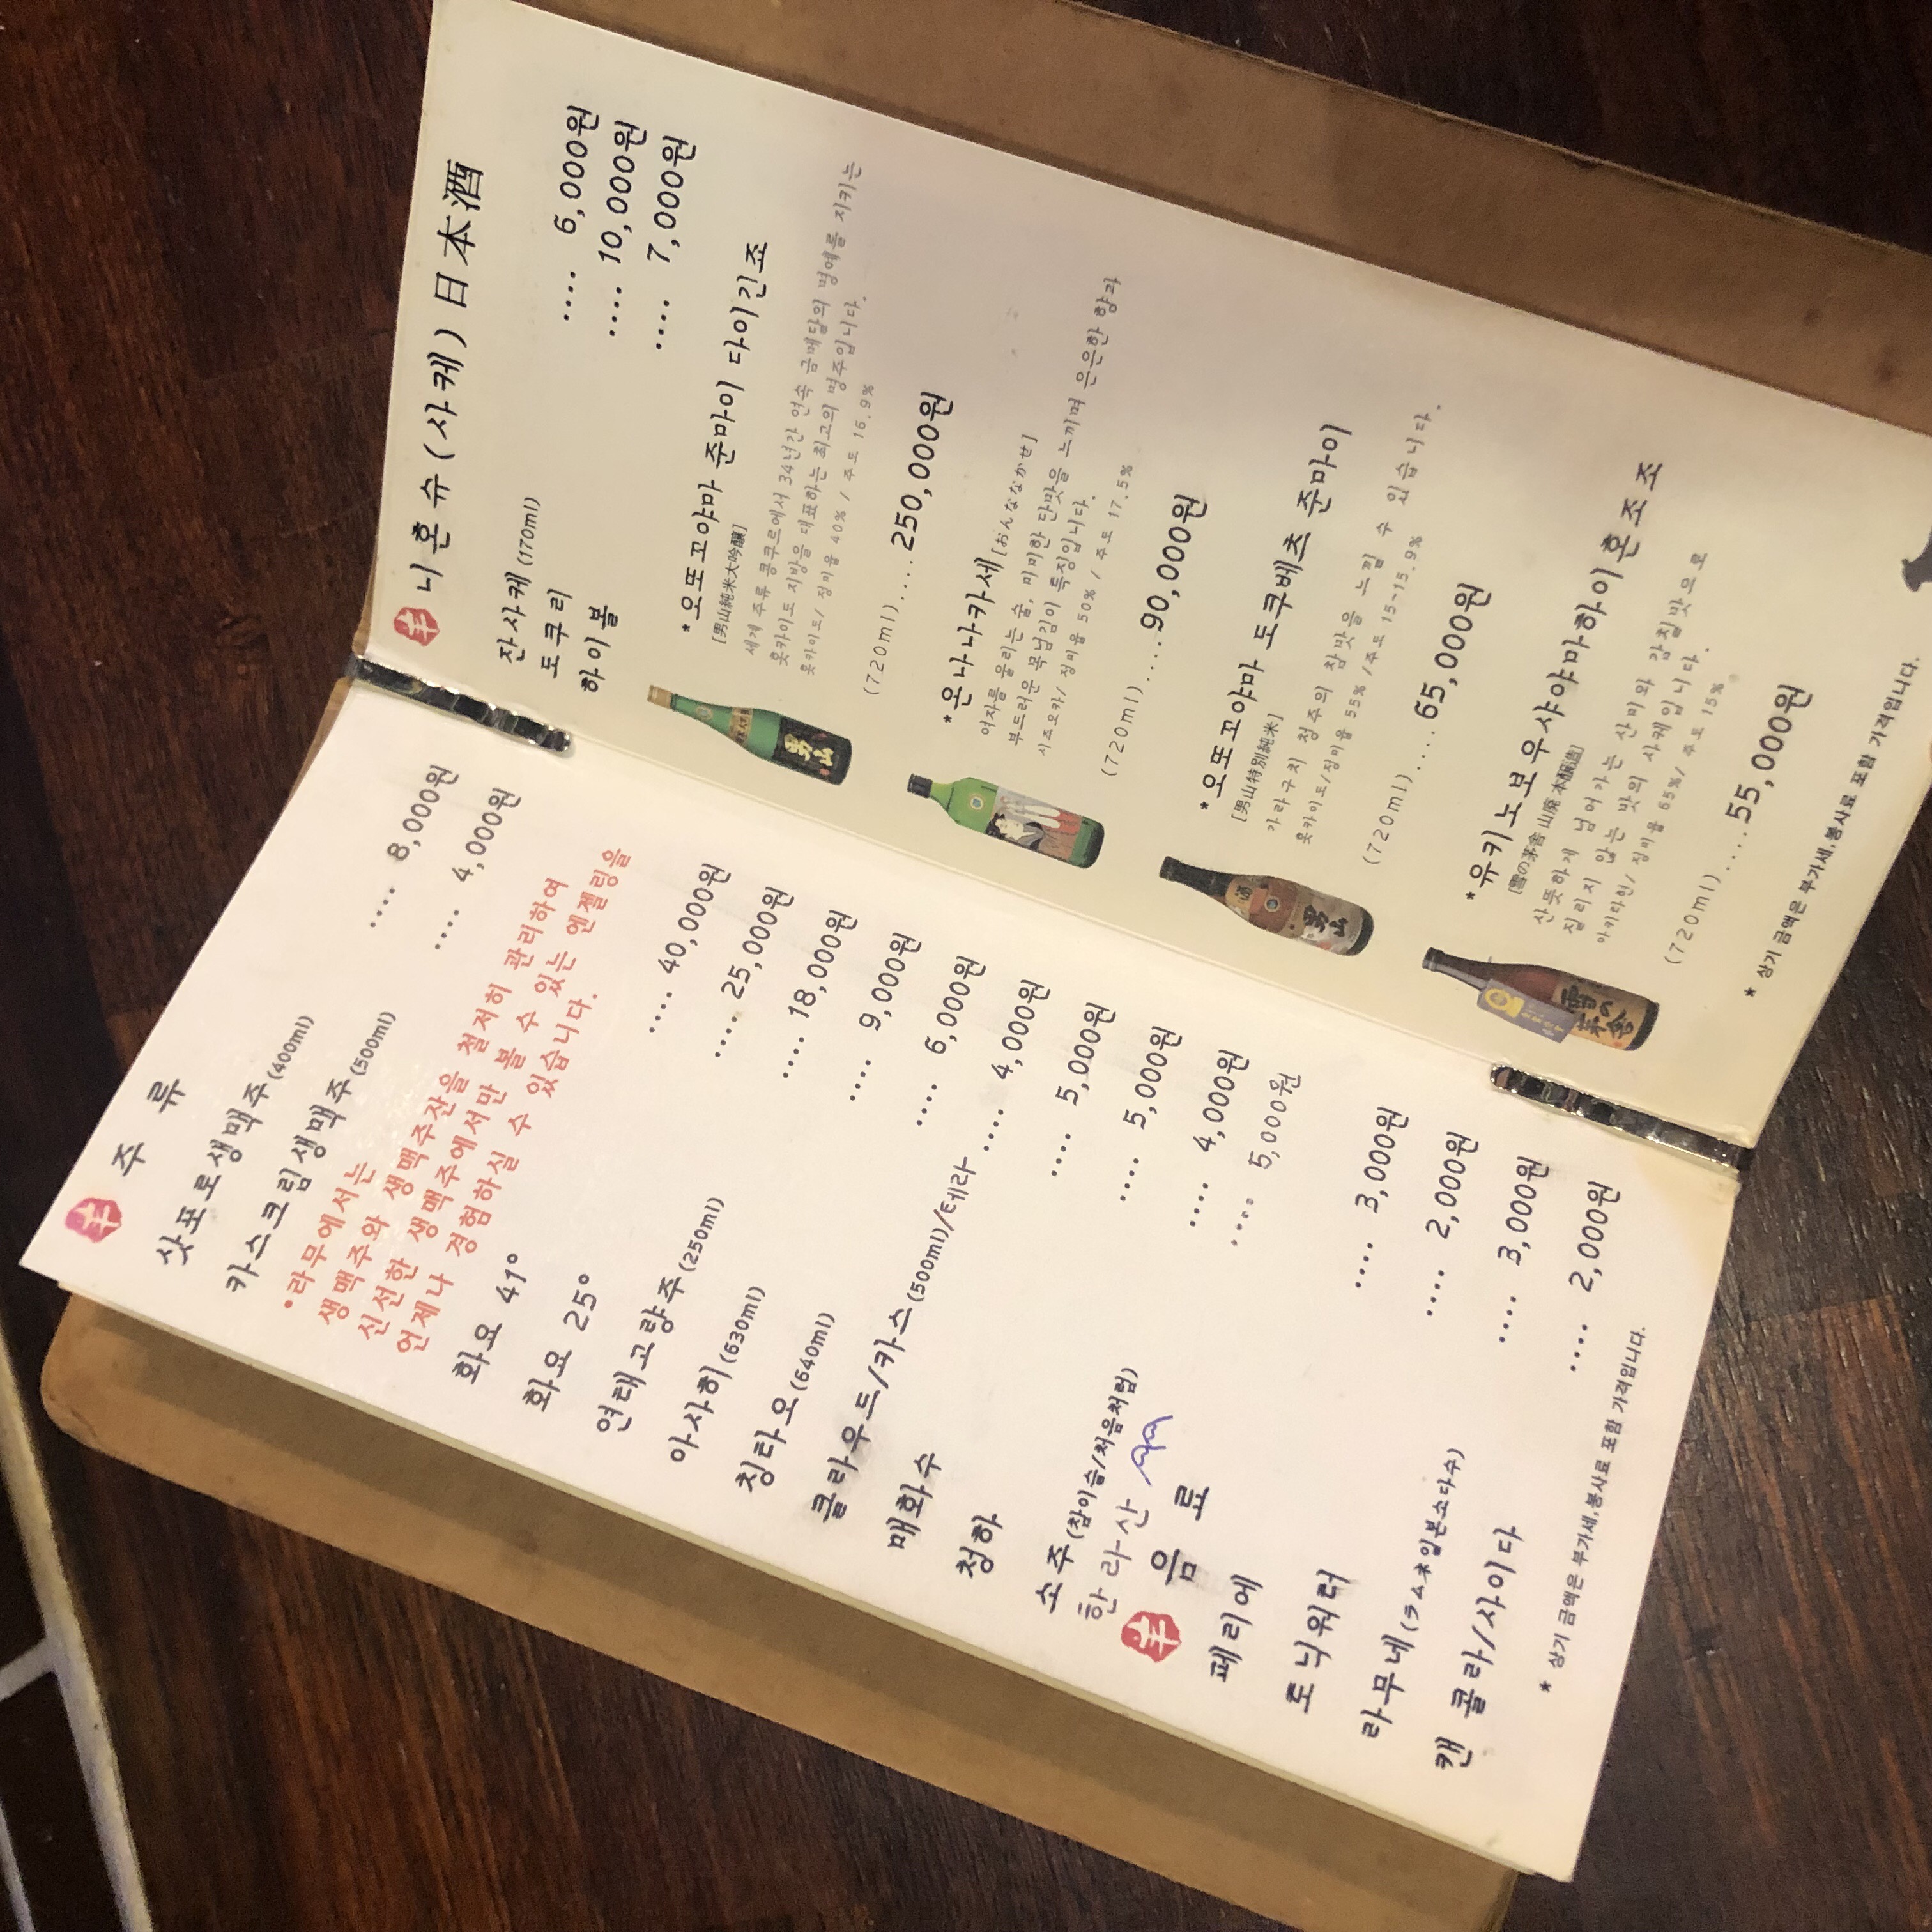 주 류
삿포로생맥주(400ml) .... 8,000원
카스크림생맥주(500ml) .... 4,000원
•라무에서는
생맥주와 생맥주잔을 철저히 관리하여
신선한 생맥주에서만 볼 수 있는 엔젤링을
언제나 경험하실 수 있습니다.
화요 41° .... 40,000원
화요 25° .... 25,000원
연태고량주(250ml) .... 18,000원
아사히(630ml) .... 9,000원
칭타오(640ml) .... 6,000원
클라우드/카스(500ml)/테라 .... 4,000원
매화수 .... 5,000원
청하 .... 5,000원
소주(참이슬/처음처럼) .... 4,000원
한라산 .... 5,000원
음 료
페리에 .... 3,000원
토닉워터 .... 2,000원
라무네(ラムネ일본소다수) .... 3,000원
캔 콜라/사이다 .... 2,000원
* 상기 금액은 부가세,봉사료 포함 가격입니다.
니혼슈(사케)日本酒
잔사케(170ml) .... 6,000원
도쿠리 .... 10,000원
하이볼 .... 7,000원
*오또꼬야마 준마이 다이긴죠
[男山純米大吟醸]
세계 주류 콩쿠르에서 34년간 연속 금메달의 명예를 지키는
홋카이도 지방을 대표하는 최고의 명주입니다.
홋카이도/ 정미율 40% / 주도 16.9%
(720ml)....250,000원
男山
*온나나카세[おんななかせ]
여자를 울리는 술, 미미한 단맛을 느끼며 은은한 향과
부드러운 목넘김이 특징입니다.
시즈오카/ 정미율 50% / 주도 17.5%
(720ml).....90,000원
*오또꼬야마 도쿠베츠 준마이
[男山特別純米]
가라구치 청주의 참맛을 느낄 수 있습니다.
홋카이도/정미율 55% /주도 15~15.9%
(720ml)....65,000원
男山
*유키노보우샤야마하이혼조조
[雪の茅舎 山廃 本醸造]
산뜻하게 넘어가는 산미와 감칠맛으로
질리지 않는 맛의 사케입니다.
아키타현/ 정미율 65%/ 주도 15%
(720ml).....55,000원
雪の茅舎
* 상기 금액은 부가세,봉사료 포함 가격입니다.